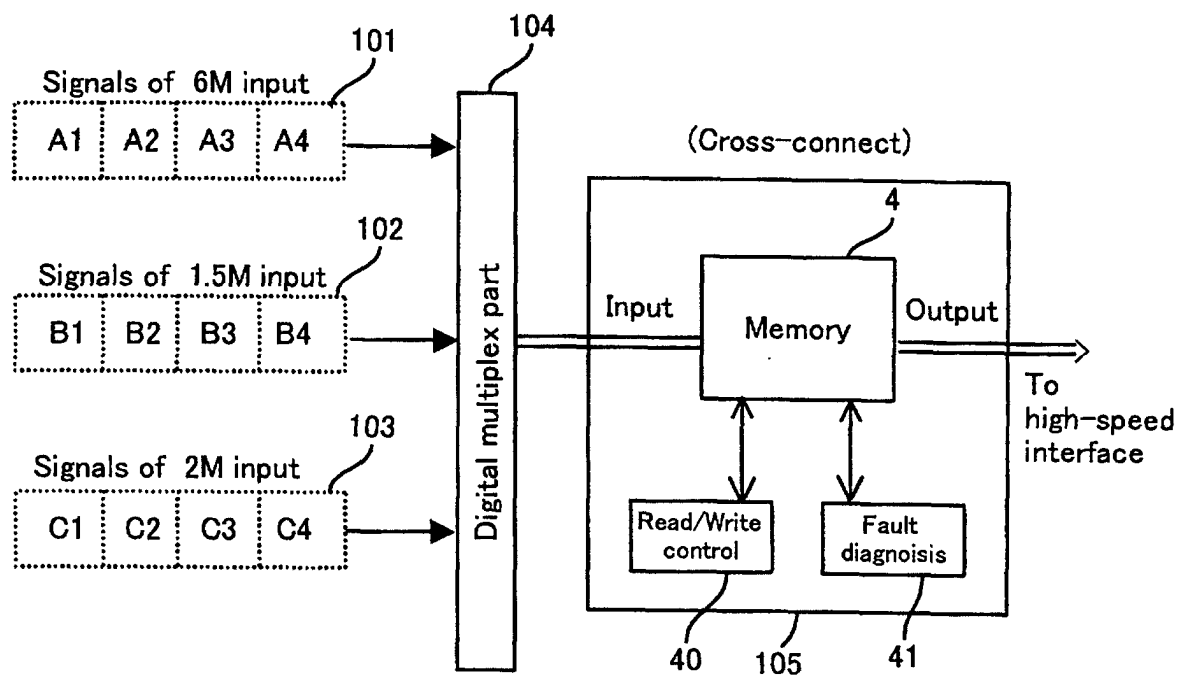 101
Signals of 6M input
A1 A2 A3 A4
102
Signals of 1.5M input
B1 B2 B3 B4
103
Signals of 2M input
C1 C2 C3 C4
104
Digital multiplex part
(Cross-connect)
4
Input
Memory
Output
To
high-speed
interface
Read/Write
control
Fault
diagnoisis
40
105
41